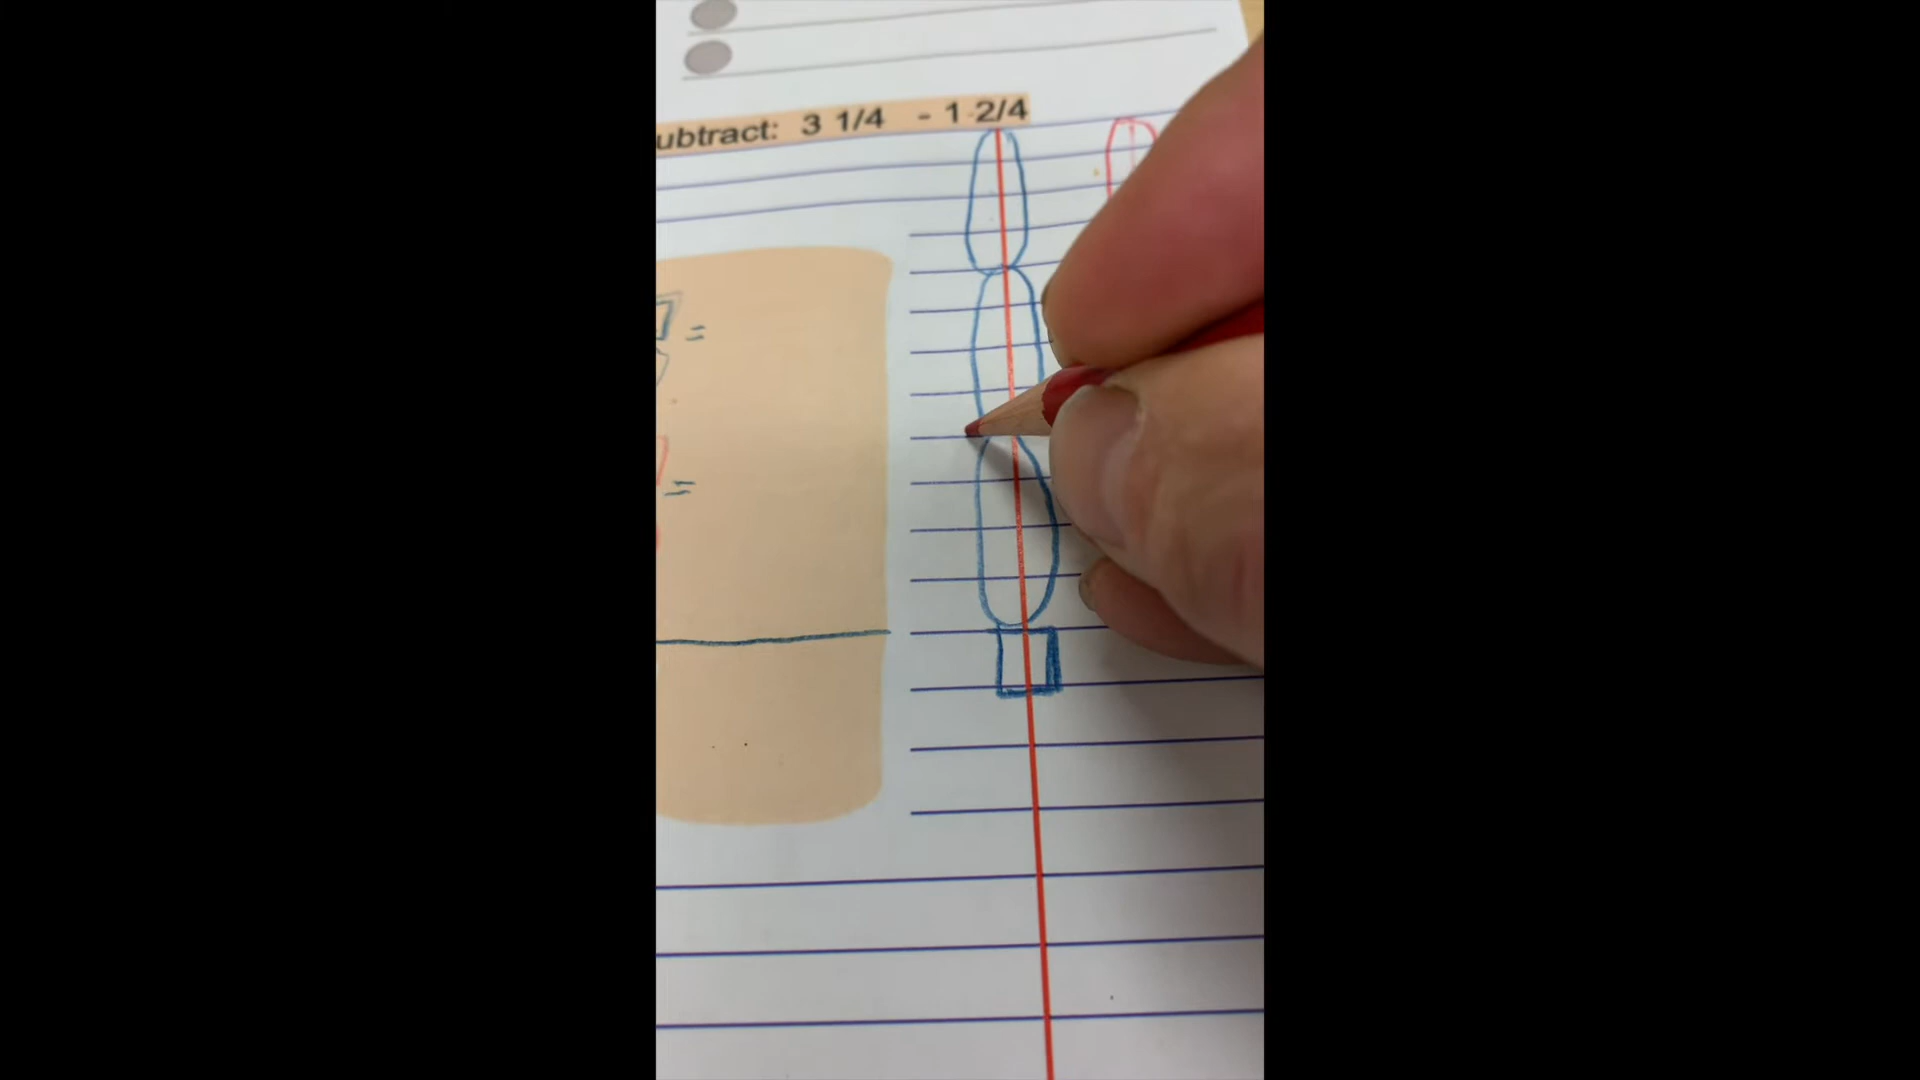 ubtract: 3 1/4 - 1 2/4
=
=